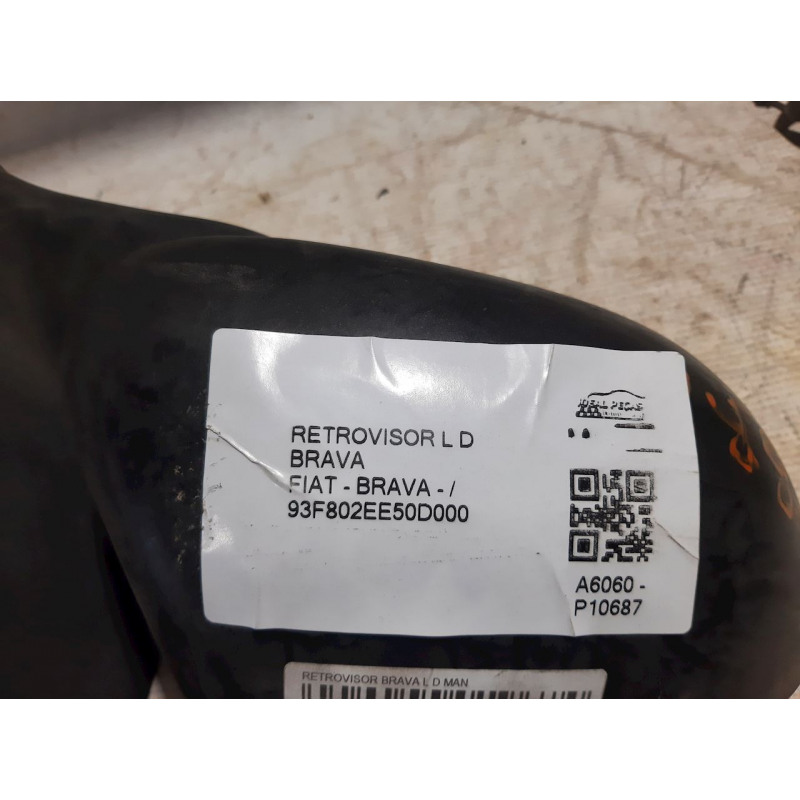 RETROVISOR L D
BRAVA
FIAT - BRAVA - /
93F802EE50D000
IDEAL PEÇAS
A6060 -
P10687
RETROVISOR BRAVA L D MAN